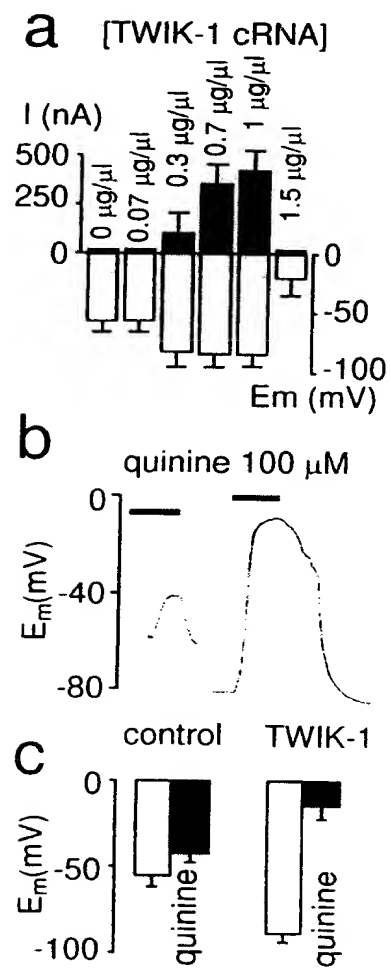 a [TWIK-1 cRNA]
I (nA)
0 µg/µl
0.07 µg/µl
0.3 µg/µl
0.7 µg/µl
1 µg/µl
1.5 µg/µl
500
250
0
0
-50
-100
Em (mV)
b
quinine 100 µM
0
-40
-80
Em(mV)
control TWIK-1
c
0
-50
-100
Em(mV)
quinine
quinine